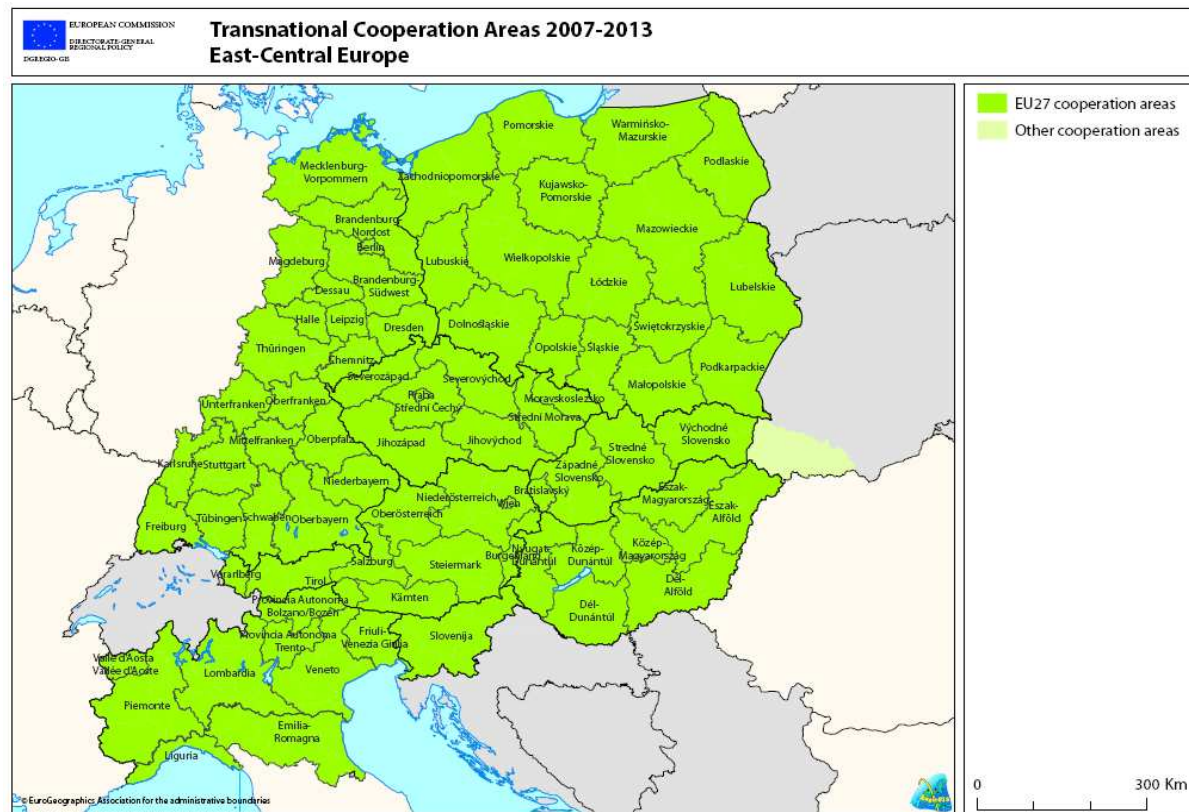 EUROPEAN COMMISSION
DIRECTORATE-GENERAL
REGIONAL POLICY
DGREGIO-GIS
Transnational Cooperation Areas 2007-2013
East-Central Europe
EU27 cooperation areas
Other cooperation areas
Pomorskie
Warmińsko-
Mazurskie
Mecklenburg-
Vorpommern
Zachodniopomorskie
Podlaskie
Kujawsko-
Pomorskie
Brandenburg-
Nordost
Berlin
Mazowieckie
Magdeburg
Lubuskie
Wielkopolskie
Dessau
Brandenburg-
Südwest
Łódzkie
Lubelskie
Halle
Leipzig
Dresden
Dolnośląskie
Świętokrzyskie
Thüringen
Chemnitz
Opolskie
Śląskie
Podkarpackie
Severozápad
Severovýchod
Małopolskie
Praha
Střední Čechy
Moravskoslezsko
Unterfranken
Oberfranken
Střední Morava
Mittelfranken
Oberpfalz
Jihozápad
Jihovýchod
Východné
Slovensko
Stredné
Slovensko
Karlsruhe
Stuttgart
Západné
Slovensko
Niederbayern
Bratislavský
Észak-
Magyarország
Niederösterreich
Wien
Észak-
Alföld
Freiburg
Tübingen
Schwaben
Oberbayern
Oberösterreich
Burgenland
Nyugat-
Dunántúl
Közép-
Dunántúl
Közép-
Magyarország
Salzburg
Steiermark
Vorarlberg
Tirol
Dél-
Alföld
Kärnten
Provincia Autonoma
Bolzano/Bozen
Dél-
Dunántúl
Provincia Autonoma
Trento
Friuli-
Venezia Giulia
Slovenija
Valle d'Aosta
Vallée d'Aoste
Lombardia
Veneto
Piemonte
Emilia-
Romagna
Liguria
© EuroGeographics Association for the administrative boundaries
0 300 Km